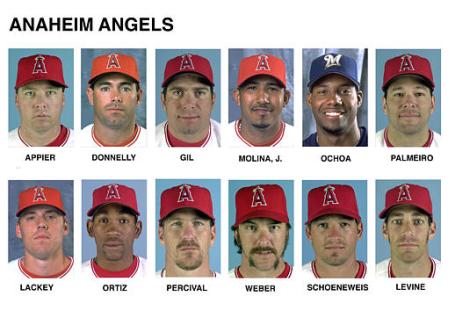 ANAHEIM ANGELS
APPIER DONNELLY GIL MOLINA, J. OCHOA PALMEIRO
LACKEY ORTIZ PERCIVAL WEBER SCHOENEWEIS LEVINE